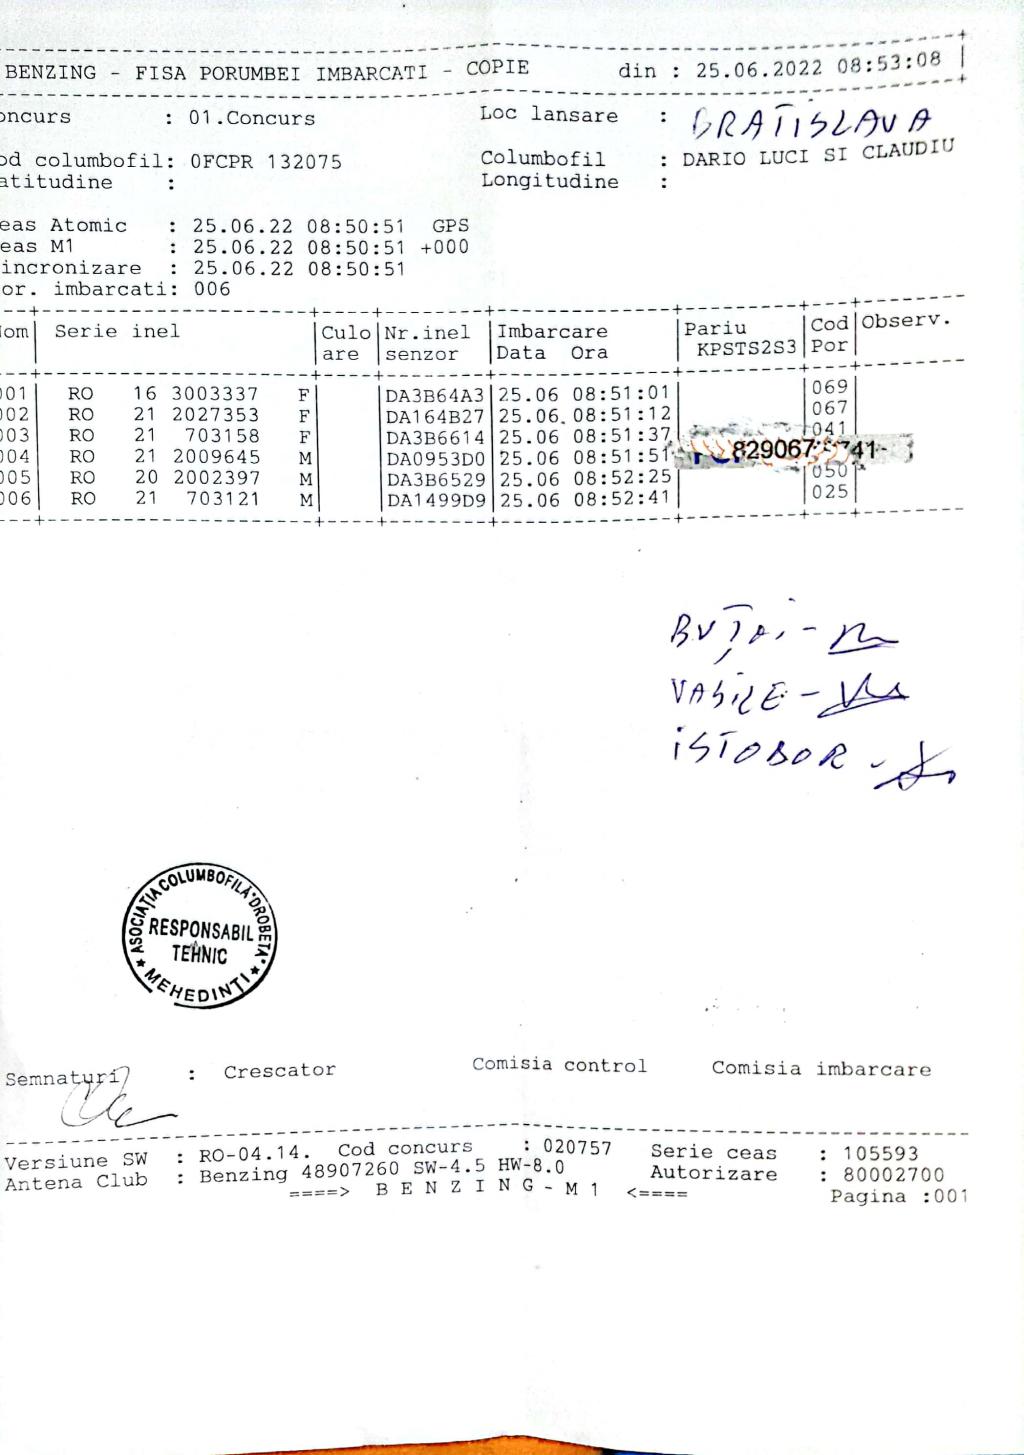 BENZING - FISA PORUMBEI IMBARCATI - COPIE din : 25.06.2022 08:53:08
oncurs : 01.Concurs Loc lansare : BRATISLAVA
od columbofil: 0FCPR 132075 Columbofil : DARIO LUCI SI CLAUDIU
atitudine : Longitudine :
eas Atomic : 25.06.22 08:50:51 GPS
eas M1 : 25.06.22 08:50:51 +000
incronizare : 25.06.22 08:50:51
or. imbarcati: 006
om| Serie inel |Culo|Nr.inel |Imbarcare |Pariu |Cod|Observ.
| |are |senzor |Data Ora | KPSTS2S3|Por|
001| RO 16 3003337 F| |DA3B64A3|25.06 08:51:01| |069|
002| RO 21 2027353 F| |DA164B27|25.06. 08:51:12| |067|
003| RO 21 703158 F| |DA3B6614|25.06 08:51:37| |041|
004| RO 21 2009645 M| |DA0953D0|25.06 08:51:51| 829067 741-
005| RO 20 2002397 M| |DA3B6529|25.06 08:52:25| |050|
006| RO 21 703121 M| |DA1499D9|25.06 08:52:41| |025|
BUȚOI -
VASILE -
ISTODOR -
ASOCIAȚIA COLUMBOFILĂ "DROBETA"
RESPONSABIL
TEHNIC
* MEHEDINȚI *
Semnaturi : Crescator Comisia control Comisia imbarcare
Versiune SW : RO-04.14. Cod concurs : 020757 Serie ceas : 105593
Antena Club : Benzing 48907260 SW-4.5 HW-8.0 Autorizare : 80002700
====> B E N Z I N G - M 1 <==== Pagina :001